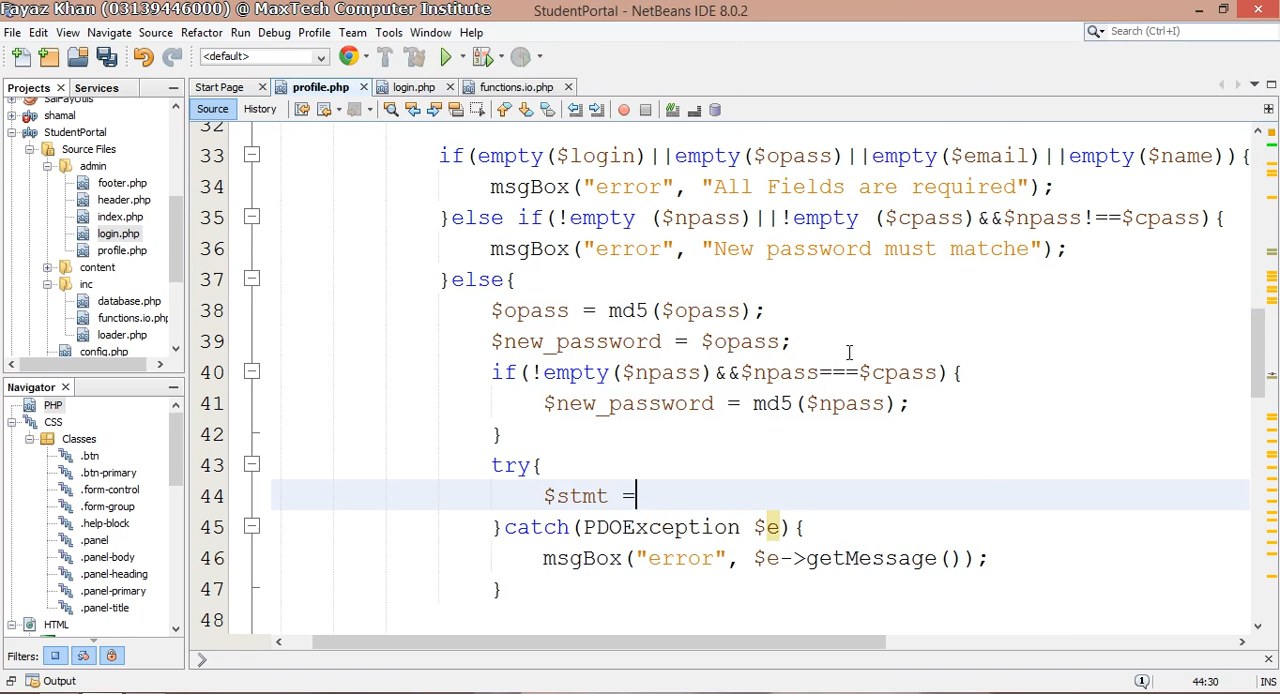 Fayaz Khan (03139446000) @ MaxTech Computer Institute
StudentPortal - NetBeans IDE 8.0.2
File Edit View Navigate Source Refactor Run Debug Profile Team Tools Window Help
Search (Ctrl+I)
<default>
Projects Services
Start Page profile.php login.php functions.io.php
Source History
shamal
StudentPortal
Source Files
admin
footer.php
header.php
index.php
login.php
profile.php
content
inc
database.php
functions.io.php
loader.php
config.php
Navigator
PHP
CSS
Classes
.btn
.btn-primary
.form-control
.form-group
.help-block
.panel
.panel-body
.panel-heading
.panel-primary
.panel-title
HTML
Filters:
Output
32
33 if(empty($login)||empty($opass)||empty($email)||empty($name)){
34 msgBox("error", "All Fields are required");
35 }else if(!empty ($npass)||!empty ($cpass)&&$npass!==$cpass){
36 msgBox("error", "New password must matche");
37 }else{
38 $opass = md5($opass);
39 $new_password = $opass;
40 if(!empty($npass)&&$npass===$cpass){
41 $new_password = md5($npass);
42 }
43 try{
44 $stmt =
45 }catch(PDOException $e){
46 msgBox("error", $e->getMessage());
47 }
48
1 44:30 INS